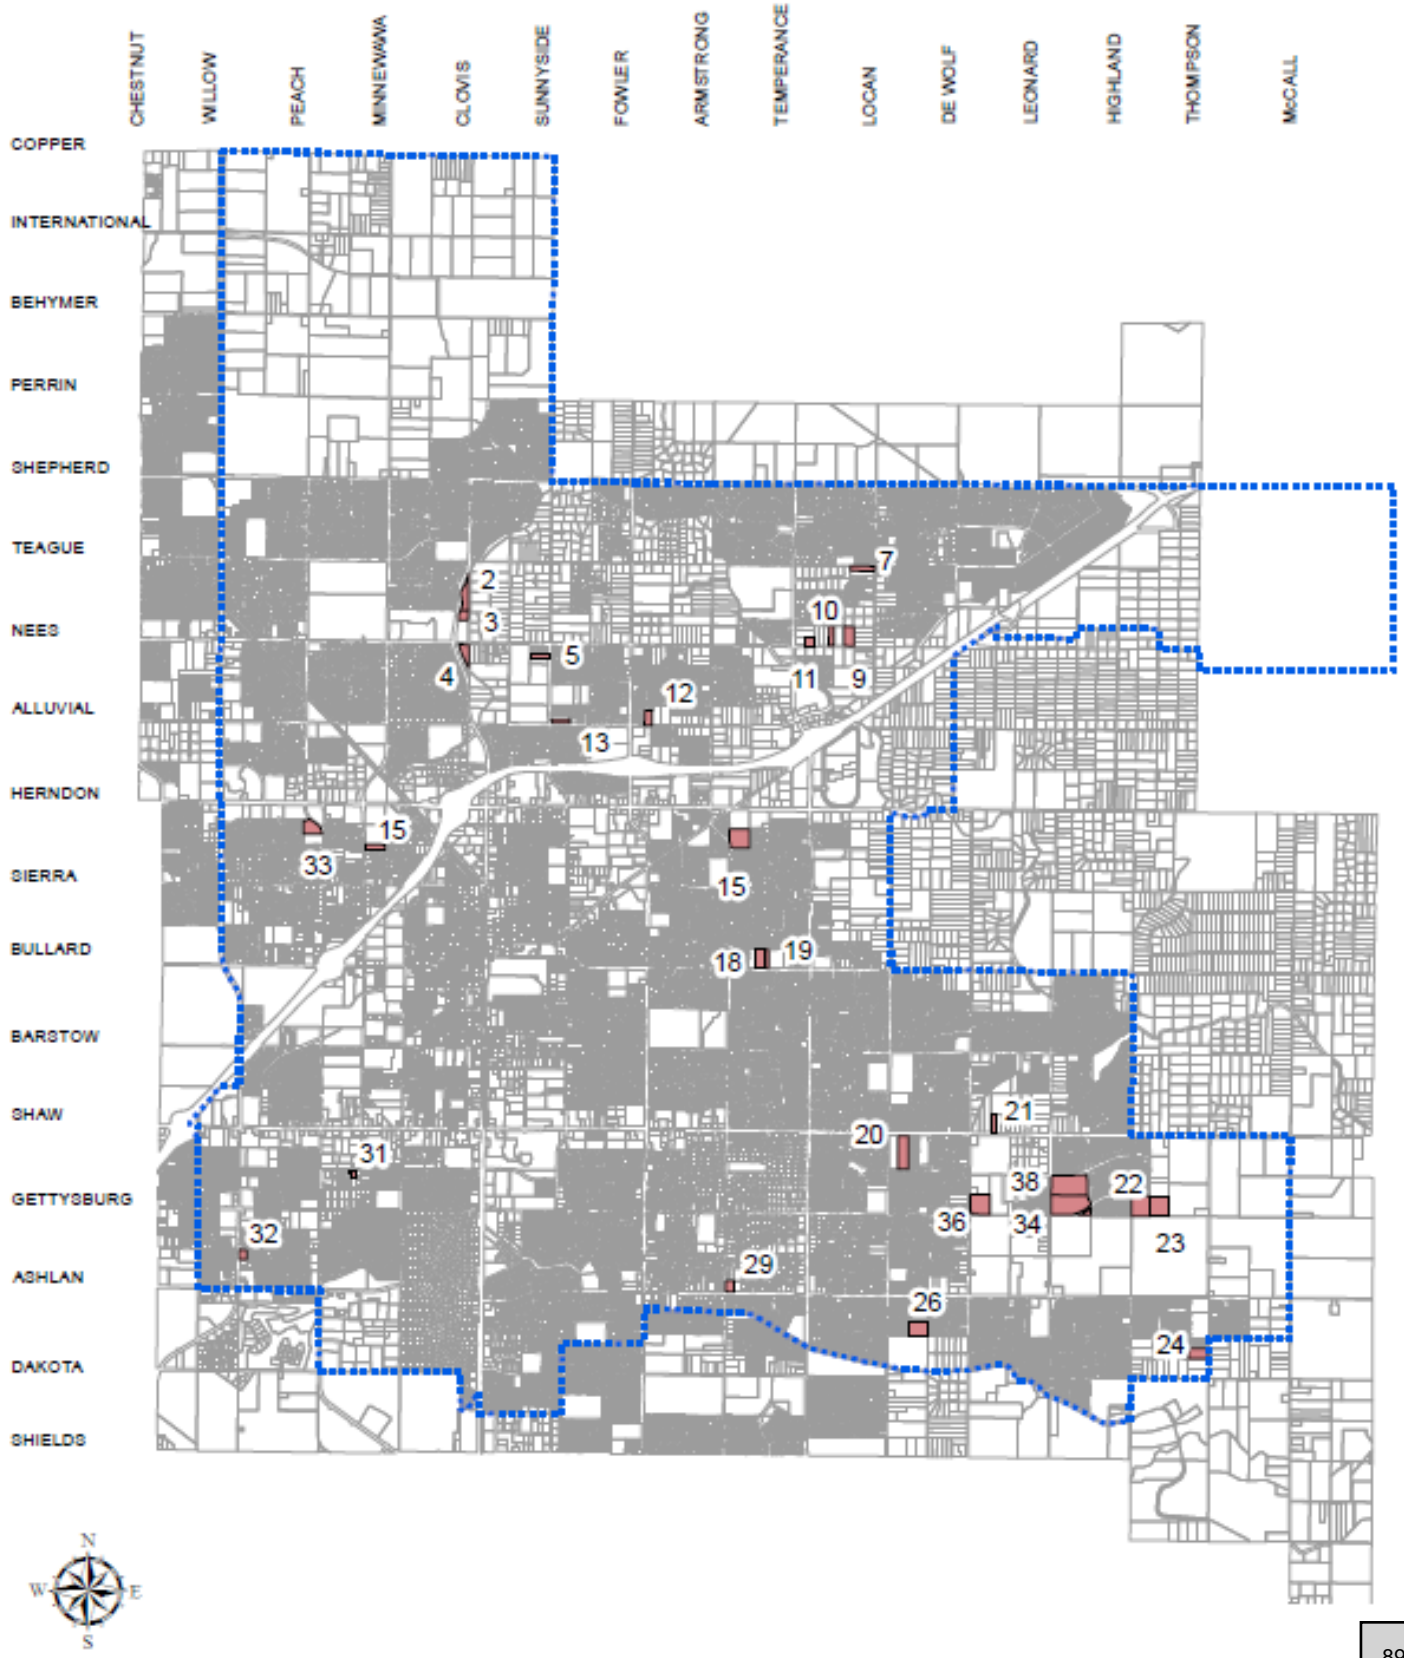 CHESTNUT
WILLOW
PEACH
MINNEWAWA
CLOVIS
SUNNYSIDE
FOWLER
ARMSTRONG
TEMPERANCE
LOCAN
DE WOLF
LEONARD
HIGHLAND
THOMPSON
McCALL
COPPER
INTERNATIONAL
BEHYMER
PERRIN
SHEPHERD
TEAGUE
7
2
10
3
NEES
5
4
11
9
12
ALLUVIAL
13
HERNDON
15
33
15
SIERRA
BULLARD
18
19
BARSTOW
SHAW
21
20
31
38
22
GETTYSBURG
36
34
32
23
29
ASHLAN
26
24
DAKOTA
SHIELDS
N
W
E
S
89